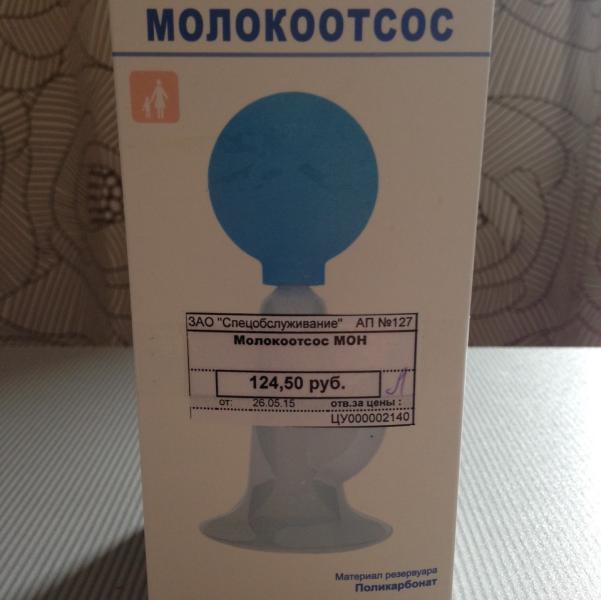 МОЛОКООТСОС
ЗАО "Спецобслуживание" АП №127
Молокоотсос МОН
124,50 руб.
от: 26.05.15 отв.за цены :
ЦУ000002140
Материал резервуара
Поликарбонат